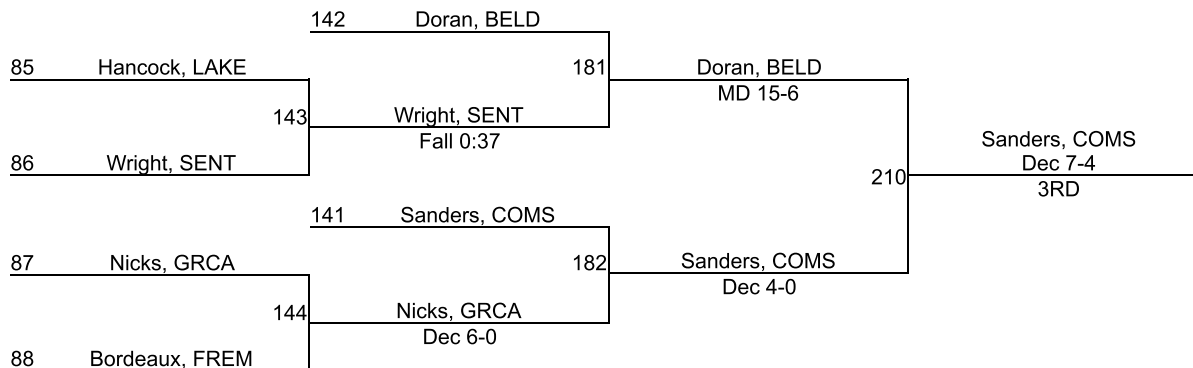 142 Doran, BELD
85 Hancock, LAKE
181 Doran, BELD
MD 15-6
143 Wright, SENT
Fall 0:37
86 Wright, SENT
Sanders, COMS
Dec 7-4
210
3RD
141 Sanders, COMS
87 Nicks, GRCA
182 Sanders, COMS
Dec 4-0
144 Nicks, GRCA
Dec 6-0
88 Bordeaux, FREM